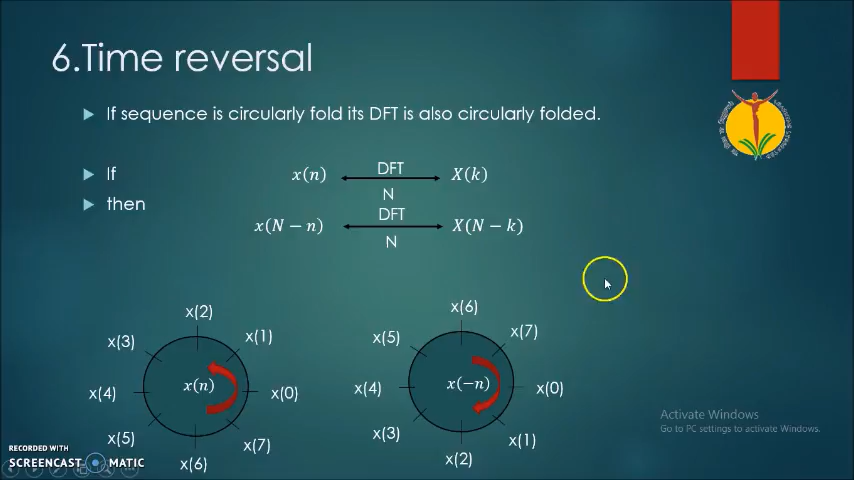 6.Time reversal
If sequence is circularly fold its DFT is also circularly folded.
If x(n) DFT N X(k)
then x(N − n) DFT N X(N − k)
x(2)
x(3) x(1)
x(4) x(n) x(0)
x(5) x(7)
x(6)
x(6)
x(5) x(7)
x(4) x(−n) x(0)
x(3) x(1)
x(2)
Activate Windows
Go to PC settings to activate Windows.
RECORDED WITH
SCREENCAST MATIC